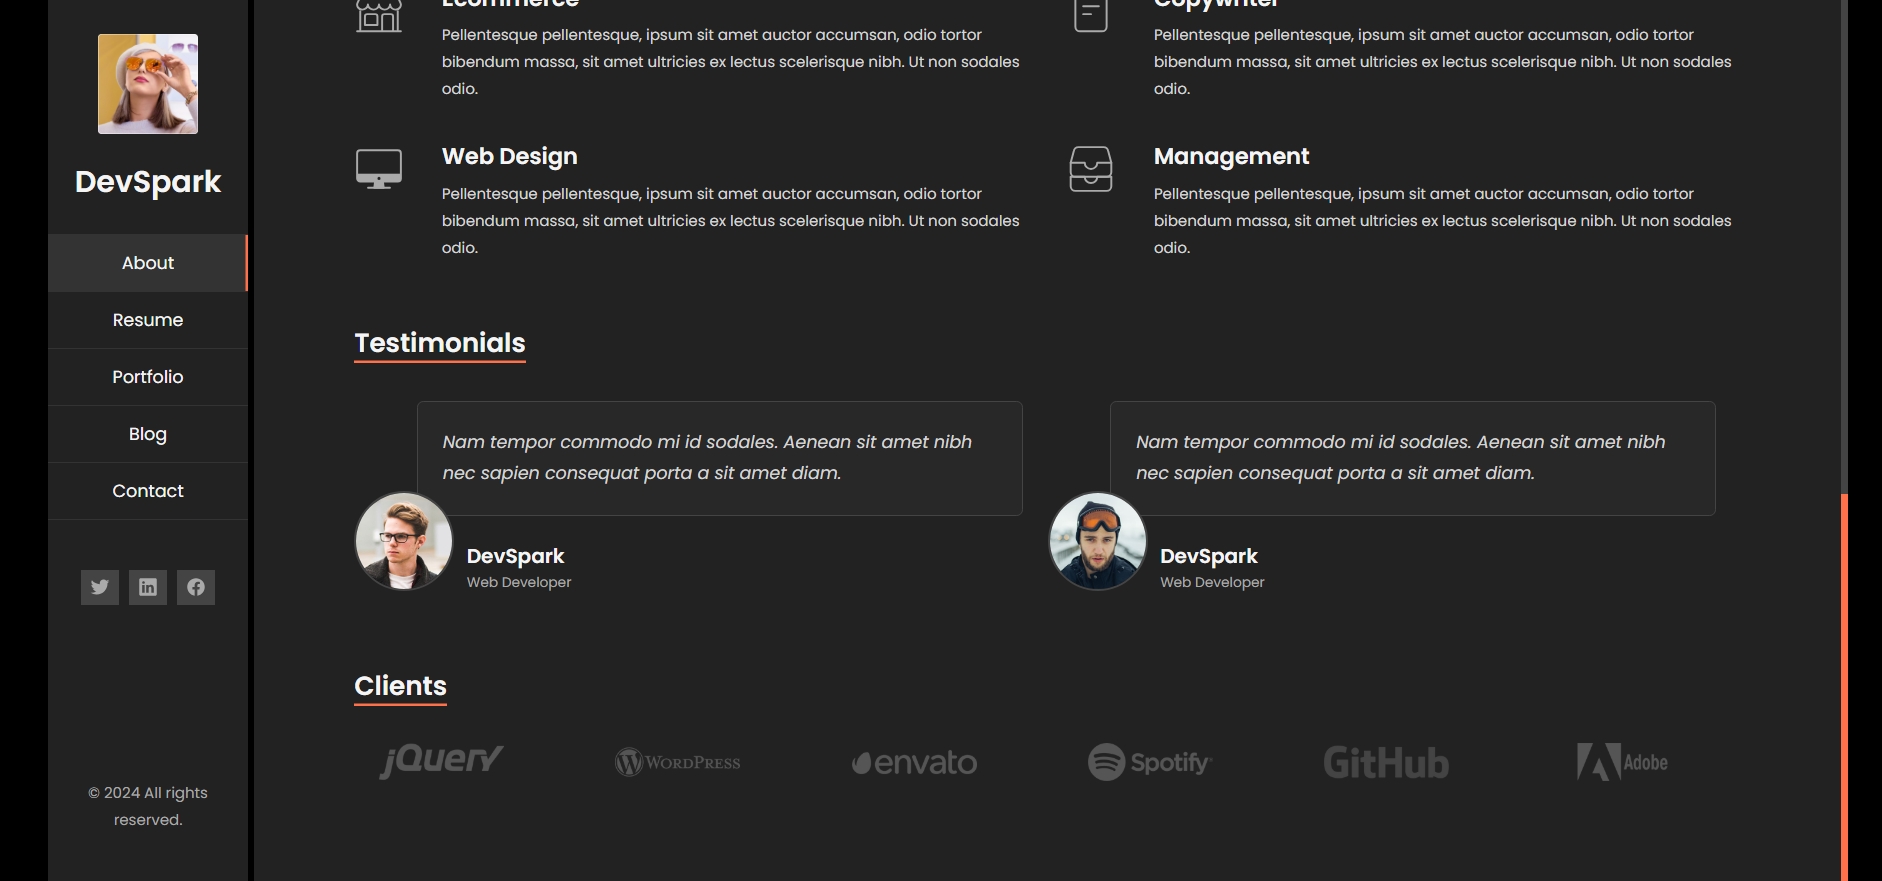 DevSpark
About
Resume
Portfolio
Blog
Contact
© 2024 All rights
reserved.
Ecommerce
Pellentesque pellentesque, ipsum sit amet auctor accumsan, odio tortor
bibendum massa, sit amet ultricies ex lectus scelerisque nibh. Ut non sodales
odio.
Copywriter
Pellentesque pellentesque, ipsum sit amet auctor accumsan, odio tortor
bibendum massa, sit amet ultricies ex lectus scelerisque nibh. Ut non sodales
odio.
Web Design
Pellentesque pellentesque, ipsum sit amet auctor accumsan, odio tortor
bibendum massa, sit amet ultricies ex lectus scelerisque nibh. Ut non sodales
odio.
Management
Pellentesque pellentesque, ipsum sit amet auctor accumsan, odio tortor
bibendum massa, sit amet ultricies ex lectus scelerisque nibh. Ut non sodales
odio.
Testimonials
Nam tempor commodo mi id sodales. Aenean sit amet nibh
nec sapien consequat porta a sit amet diam.
DevSpark
Web Developer
Nam tempor commodo mi id sodales. Aenean sit amet nibh
nec sapien consequat porta a sit amet diam.
DevSpark
Web Developer
Clients
jQuery
WordPress
envato
Spotify
GitHub
Adobe